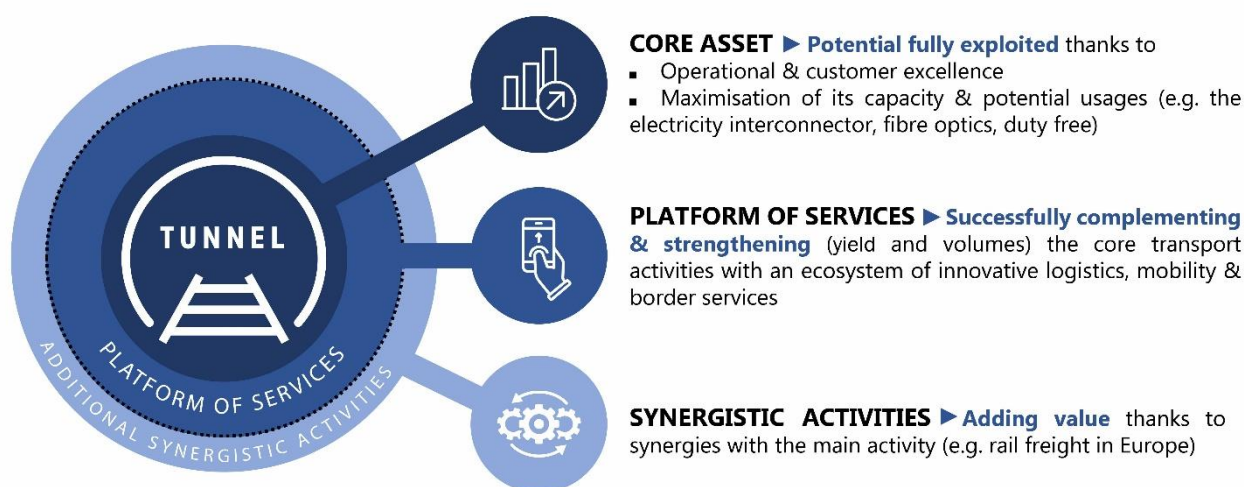 TUNNEL
PLATFORM OF SERVICES
ADDITIONAL SYNERGISTIC ACTIVITIES
CORE ASSET ► Potential fully exploited thanks to
▪ Operational & customer excellence
▪ Maximisation of its capacity & potential usages (e.g. the
electricity interconnector, fibre optics, duty free)
PLATFORM OF SERVICES ► Successfully complementing
& strengthening (yield and volumes) the core transport
activities with an ecosystem of innovative logistics, mobility &
border services
SYNERGISTIC ACTIVITIES ► Adding value thanks to
synergies with the main activity (e.g. rail freight in Europe)